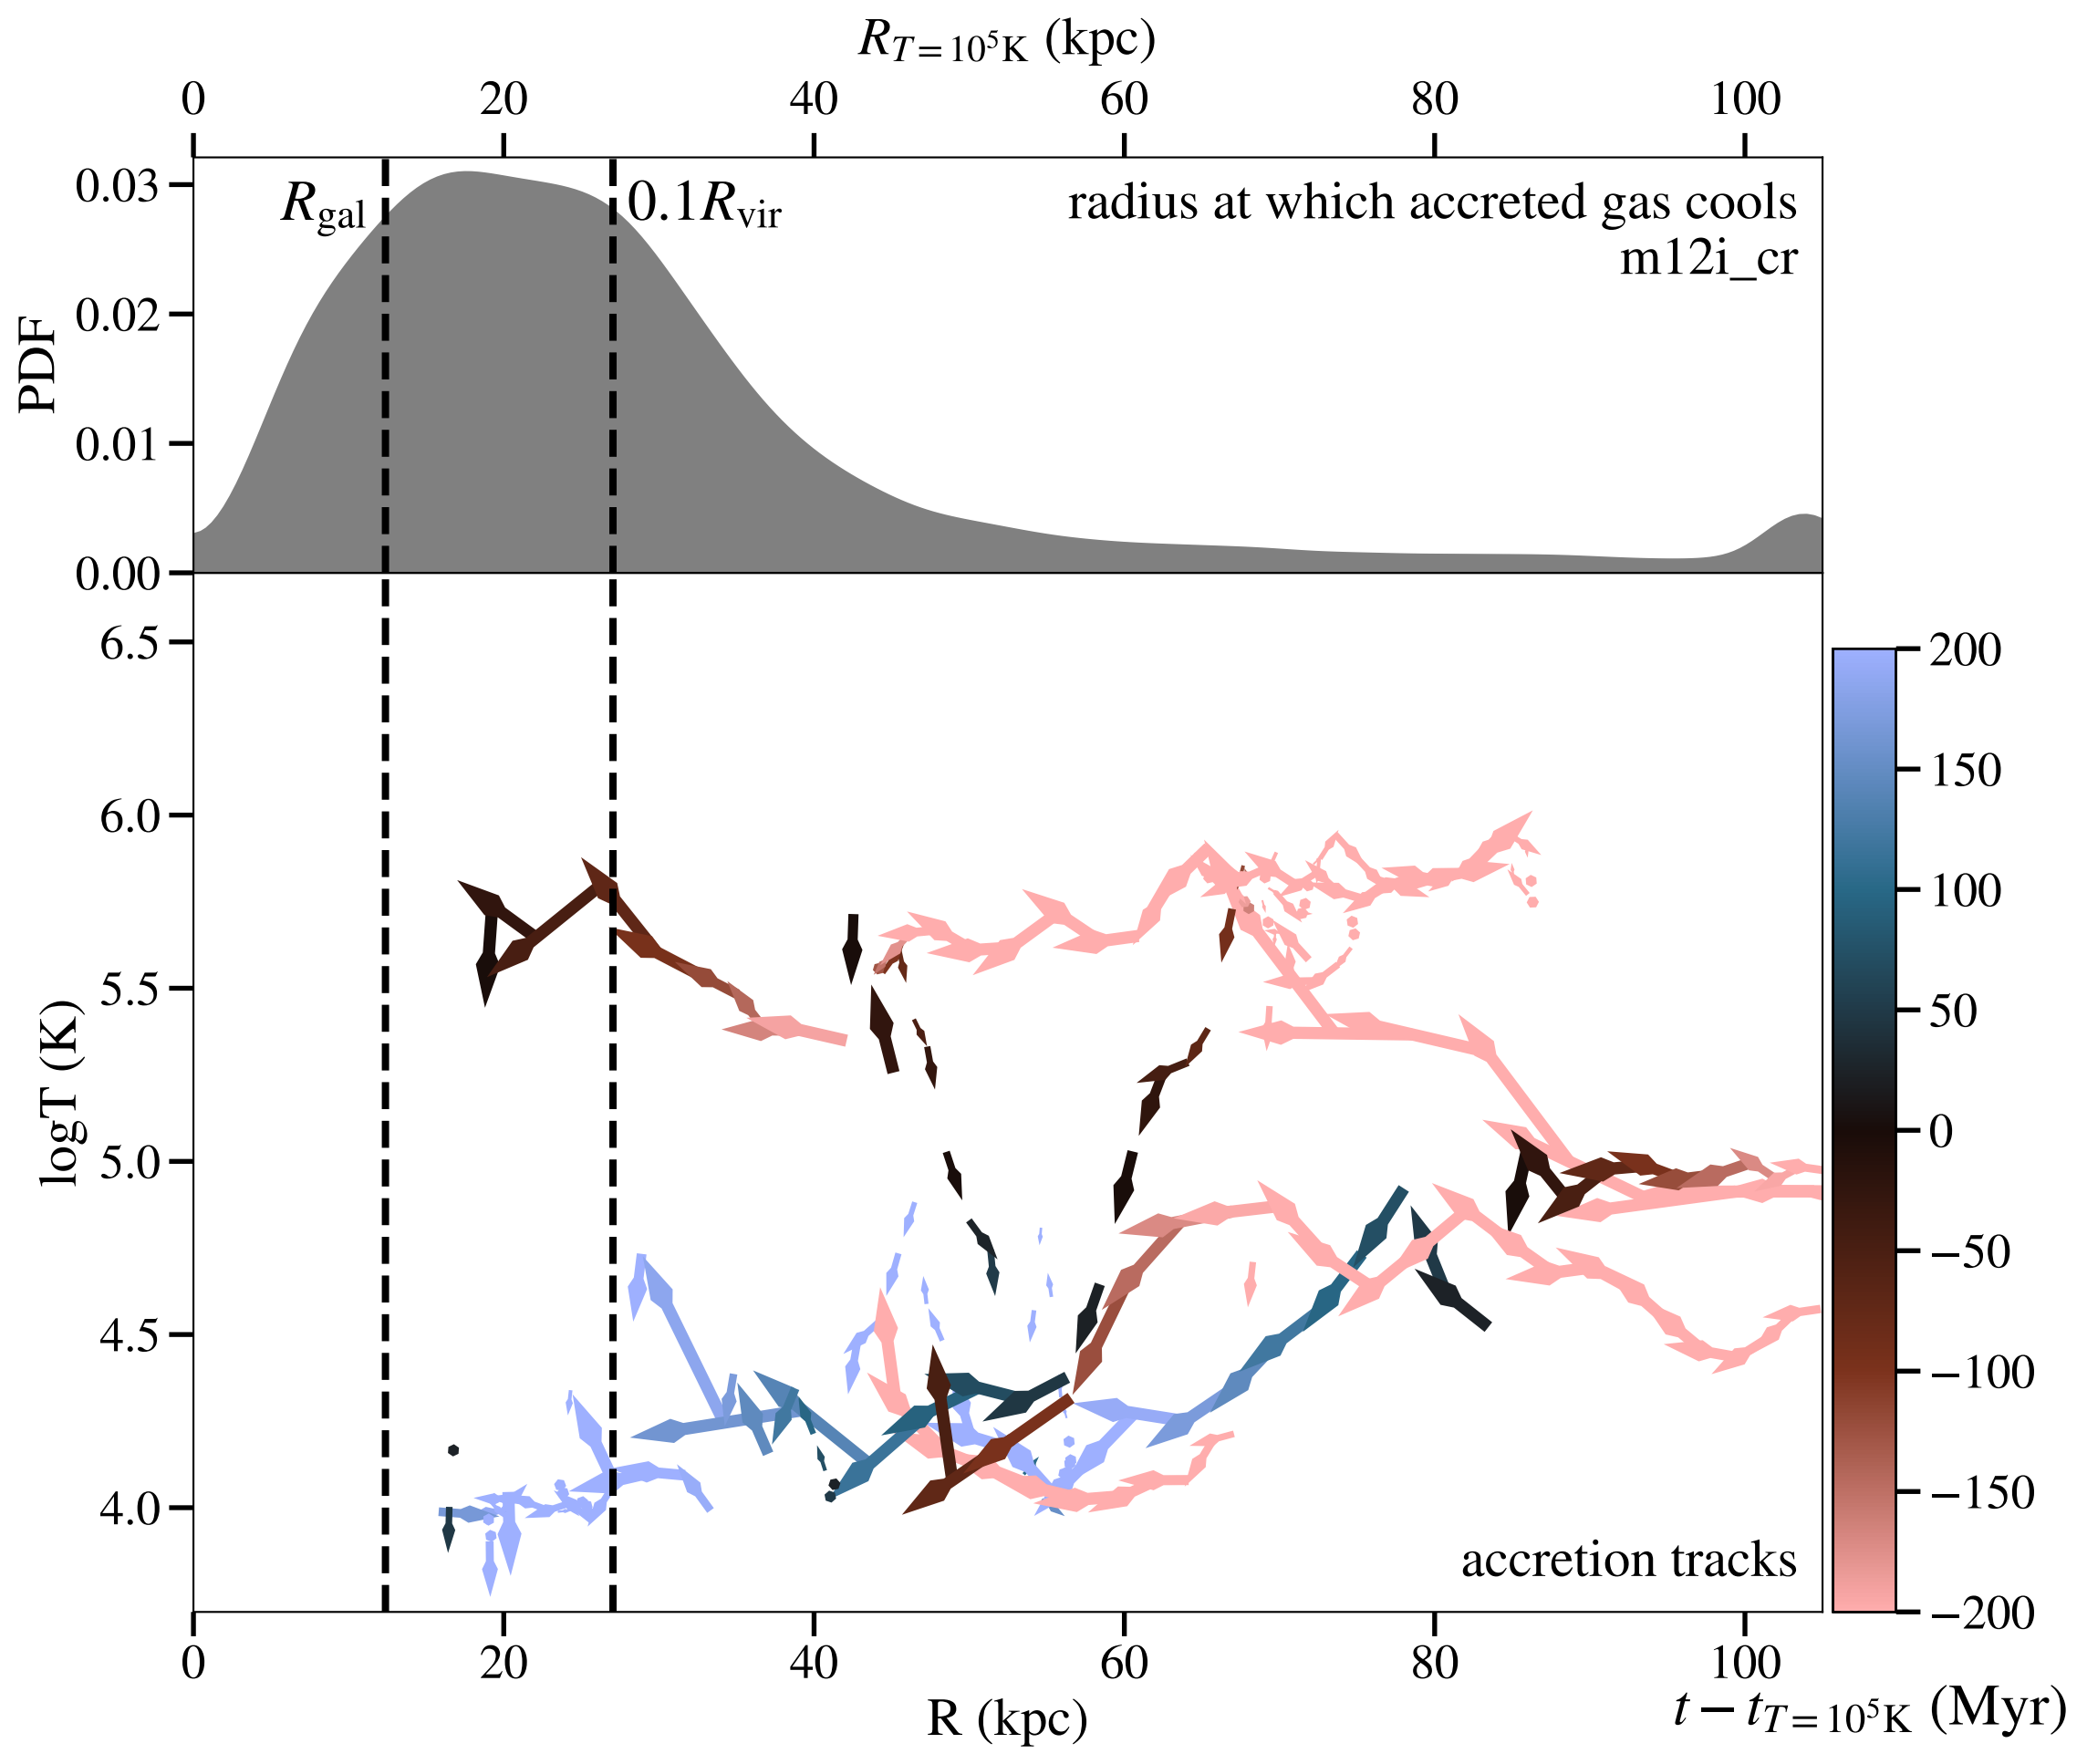 R_{T=10^5K} (kpc)
0 20 40 60 80 100
0.03
0.02
0.01
0.00
PDF
R_gal
0.1R_vir
radius at which accreted gas cools
m12i_cr
6.5
6.0
5.5
5.0
4.5
4.0
logT (K)
accretion tracks
0 20 40 60 80 100
R (kpc)
200
150
100
50
0
−50
−100
−150
−200
t − t_{T=10^5K} (Myr)